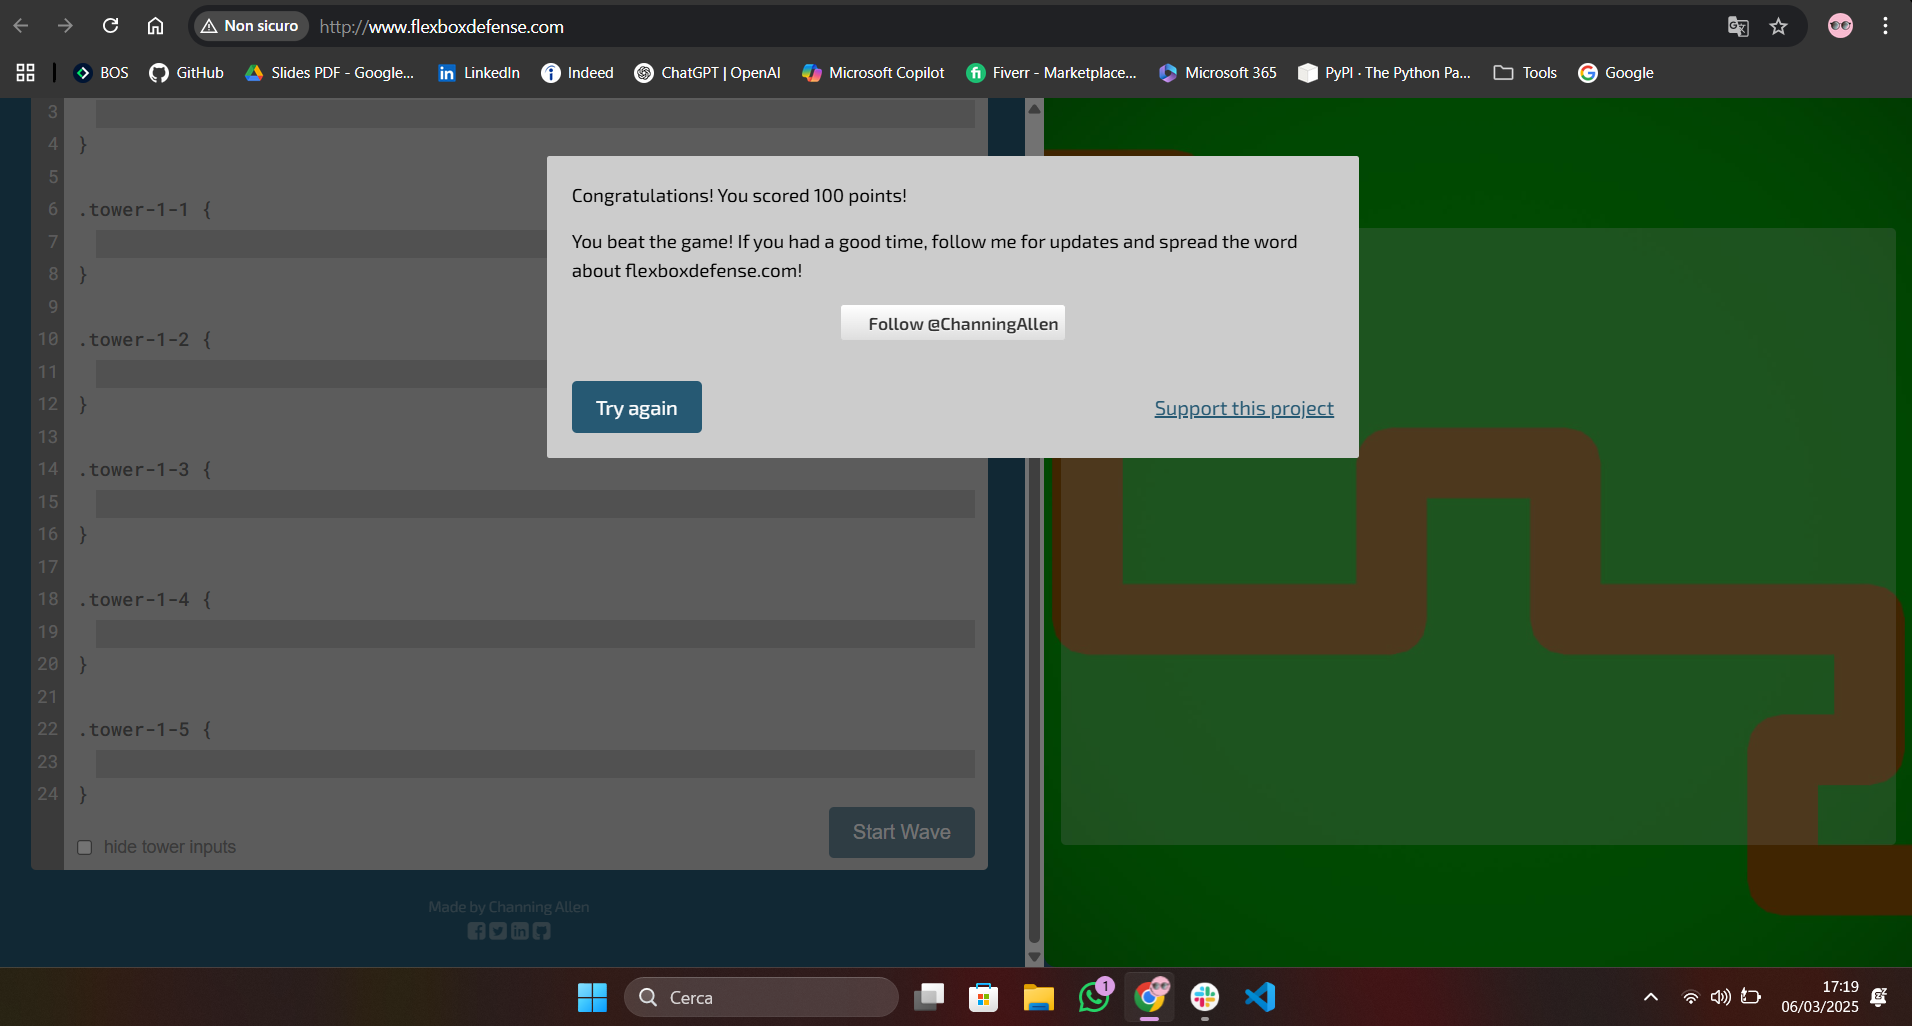 Non sicuro http://www.flexboxdefense.com
BOS GitHub Slides PDF - Google... LinkedIn Indeed ChatGPT | OpenAI Microsoft Copilot Fiverr - Marketplace... Microsoft 365 PyPI · The Python Pa... Tools Google
3
4 }
5
6 .tower-1-1 {
7
8 }
9
10 .tower-1-2 {
11
12 }
13
14 .tower-1-3 {
15
16 }
17
18 .tower-1-4 {
19
20 }
21
22 .tower-1-5 {
23
24 }
hide tower inputs
Start Wave
Made by Channing Allen
Congratulations! You scored 100 points!
You beat the game! If you had a good time, follow me for updates and spread the word
about flexboxdefense.com!
Follow @ChanningAllen
Try again
Support this project
Cerca
1
17:19
06/03/2025